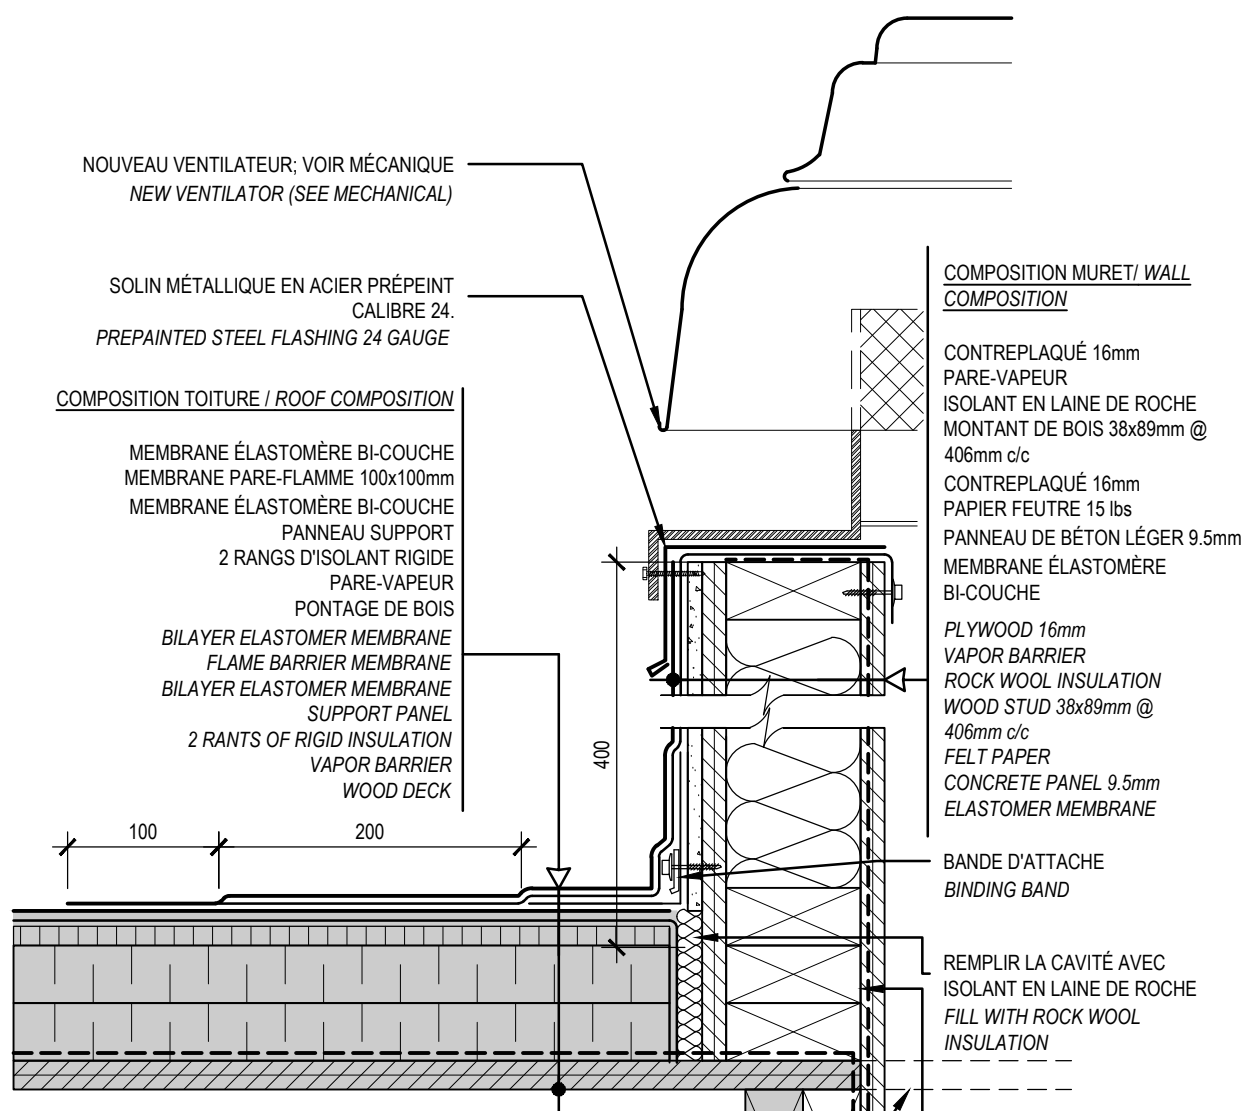 NOUVEAU VENTILATEUR; VOIR MÉCANIQUE
NEW VENTILATOR (SEE MECHANICAL)
SOLIN MÉTALLIQUE EN ACIER PRÉPEINT
CALIBRE 24.
PREPAINTED STEEL FLASHING 24 GAUGE
COMPOSITION TOITURE / ROOF COMPOSITION
MEMBRANE ÉLASTOMÈRE BI-COUCHE
MEMBRANE PARE-FLAMME 100x100mm
MEMBRANE ÉLASTOMÈRE BI-COUCHE
PANNEAU SUPPORT
2 RANGS D'ISOLANT RIGIDE
PARE-VAPEUR
PONTAGE DE BOIS
BILAYER ELASTOMER MEMBRANE
FLAME BARRIER MEMBRANE
BILAYER ELASTOMER MEMBRANE
SUPPORT PANEL
2 RANTS OF RIGID INSULATION
VAPOR BARRIER
WOOD DECK
100
200
400
COMPOSITION MURET/ WALL
COMPOSITION
CONTREPLAQUÉ 16mm
PARE-VAPEUR
ISOLANT EN LAINE DE ROCHE
MONTANT DE BOIS 38x89mm @
406mm c/c
CONTREPLAQUÉ 16mm
PAPIER FEUTRE 15 lbs
PANNEAU DE BÉTON LÉGER 9.5mm
MEMBRANE ÉLASTOMÈRE
BI-COUCHE
PLYWOOD 16mm
VAPOR BARRIER
ROCK WOOL INSULATION
WOOD STUD 38x89mm @
406mm c/c
FELT PAPER
CONCRETE PANEL 9.5mm
ELASTOMER MEMBRANE
BANDE D'ATTACHE
BINDING BAND
REMPLIR LA CAVITÉ AVEC
ISOLANT EN LAINE DE ROCHE
FILL WITH ROCK WOOL
INSULATION